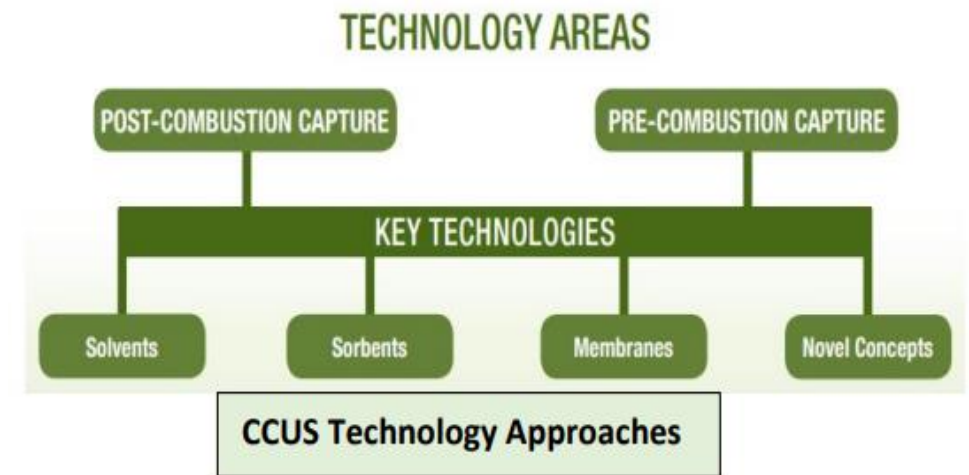 TECHNOLOGY AREAS
POST-COMBUSTION CAPTURE
PRE-COMBUSTION CAPTURE
KEY TECHNOLOGIES
Solvents
Sorbents
Membranes
Novel Concepts
CCUS Technology Approaches